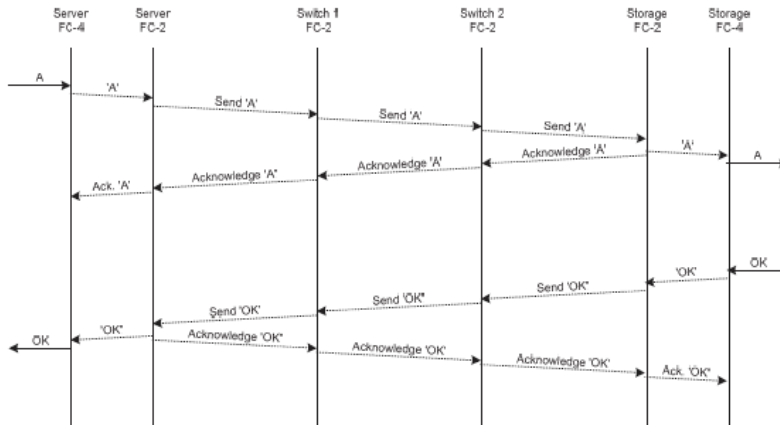 Server FC-4 Server FC-2 Switch 1 FC-2 Switch 2 FC-2 Storage FC-2 Storage FC-4
A
'A'
Send 'A'
Send 'A'
Send 'A'
'A'
A
Acknowledge 'A'
Acknowledge 'A'
Acknowledge 'A"
Ack. 'A'
OK
'OK'
Send 'OK"
Send 'OK"
Send 'OK'
'OK"
OK
Acknowledge 'OK"
Acknowledge 'OK'
Acknowledge 'OK'
Ack. 'OK"